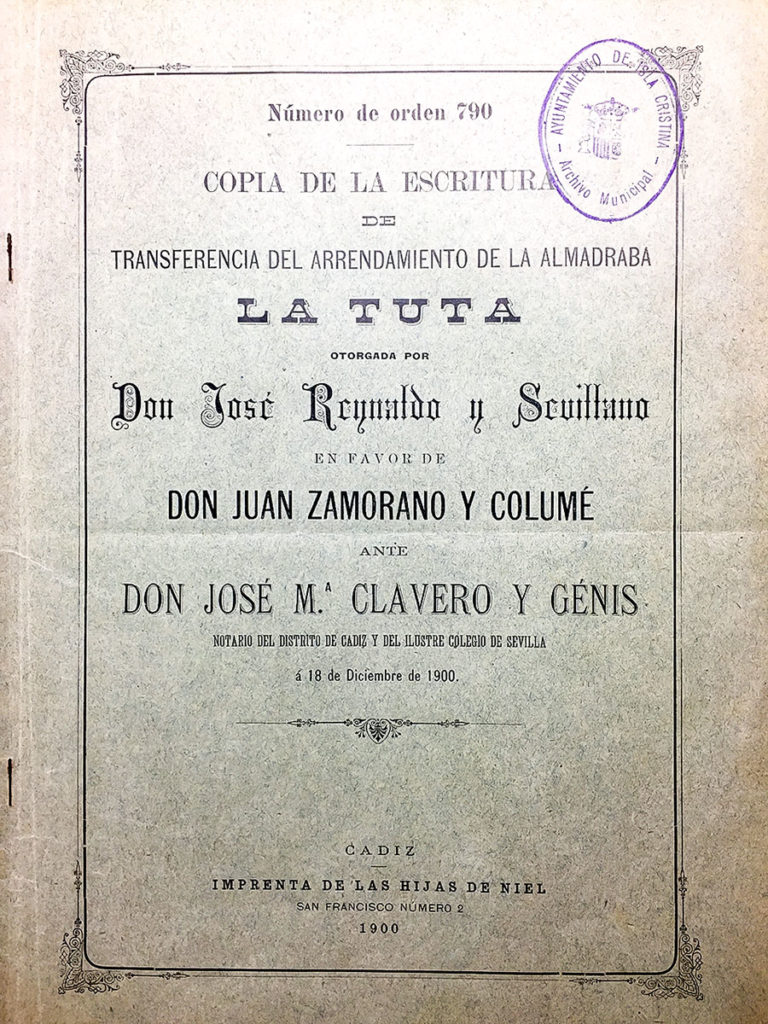 Número de orden 790
COPIA DE LA ESCRITURA
DE
TRANSFERENCIA DEL ARRENDAMIENTO DE LA ALMADRABA
LA TUTA
OTORGADA POR
Don José Reynaldo y Sevillano
EN FAVOR DE
DON JUAN ZAMORANO Y COLUMÉ
ANTE
DON JOSÉ M.ª CLAVERO Y GÉNIS
NOTARIO DEL DISTRITO DE CADIZ Y DEL ILUSTRE COLEGIO DE SEVILLA
á 18 de Diciembre de 1900.
CADIZ
IMPRENTA DE LAS HIJAS DE NIEL
SAN FRANCISCO NÚMERO 2
1900
AYUNTAMIENTO DE ISLA CRISTINA
- Archivo Municipal -